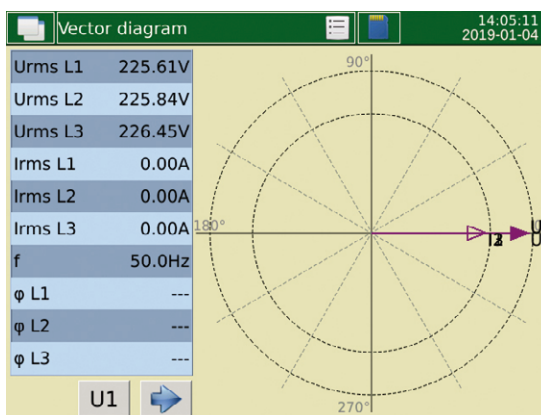 Vector diagram
14:05:11
2019-01-04
Urms L1 225.61V
Urms L2 225.84V
Urms L3 226.45V
Irms L1 0.00A
Irms L2 0.00A
Irms L3 0.00A
f 50.0Hz
φ L1 ---
φ L2 ---
φ L3 ---
U1
90°
180°
270°